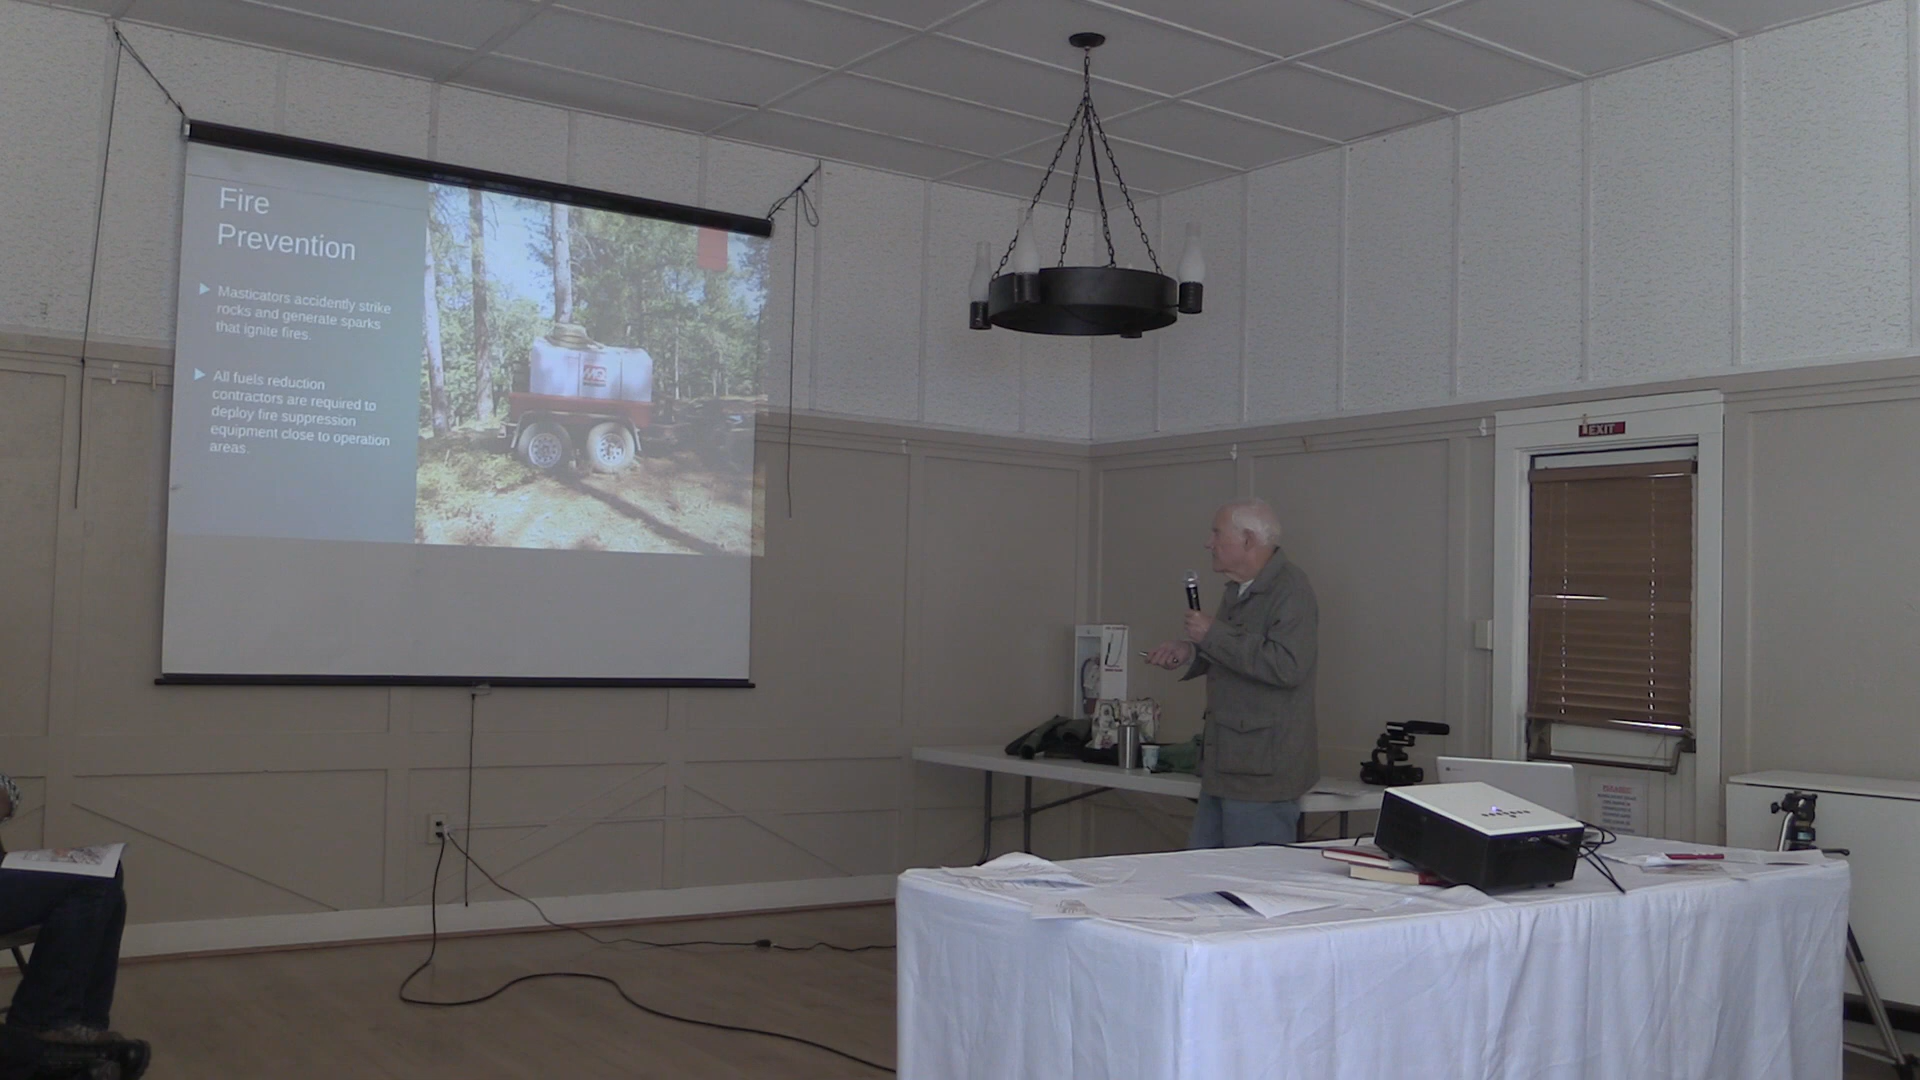 Fire
Prevention
Masticators accidently strike
rocks and generate sparks
that ignite fires.
All fuels reduction
contractors are required to
deploy fire suppression
equipment close to operation
areas.
MQ
EXIT